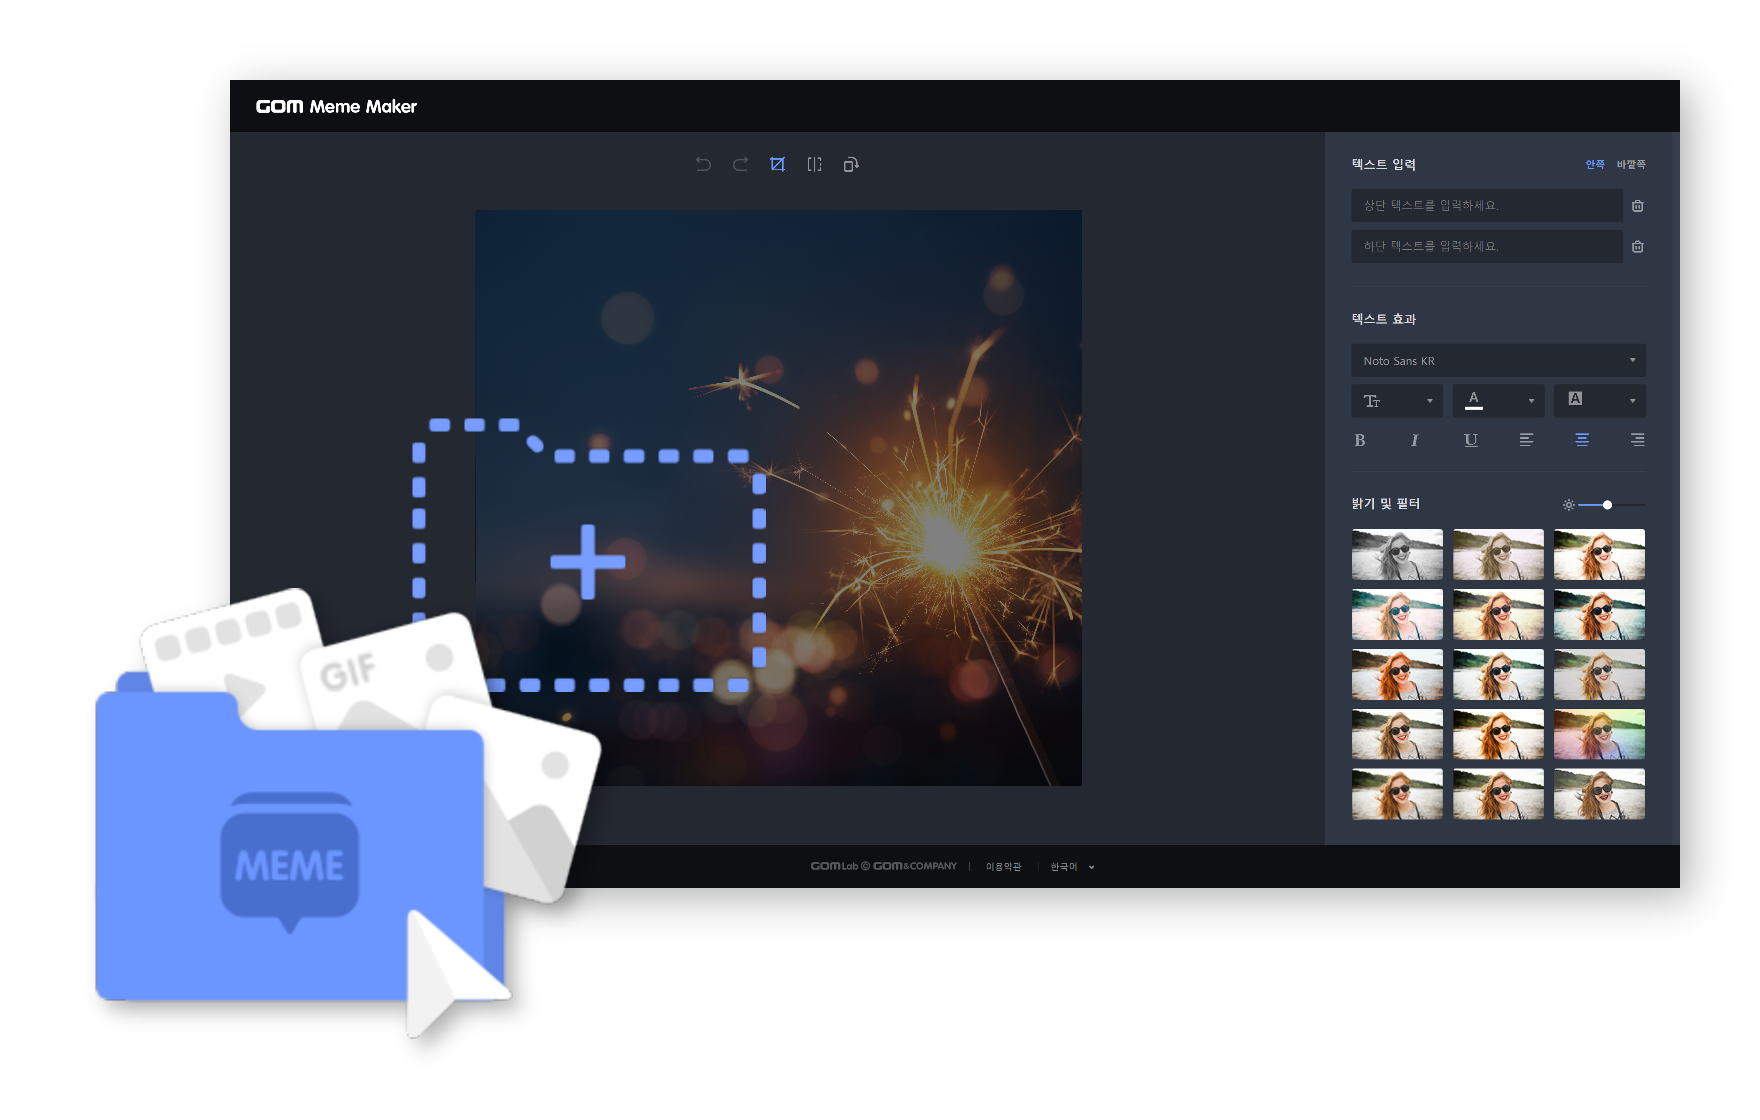 GOM Meme Maker
텍스트 입력
안쪽 바깥쪽
상단 텍스트를 입력하세요.
하단 텍스트를 입력하세요.
텍스트 효과
Noto Sans KR
TT A A
B I U
밝기 및 필터
GIF
MEME
GOM Lab © GOM&COMPANY | 이용약관 | 한국어